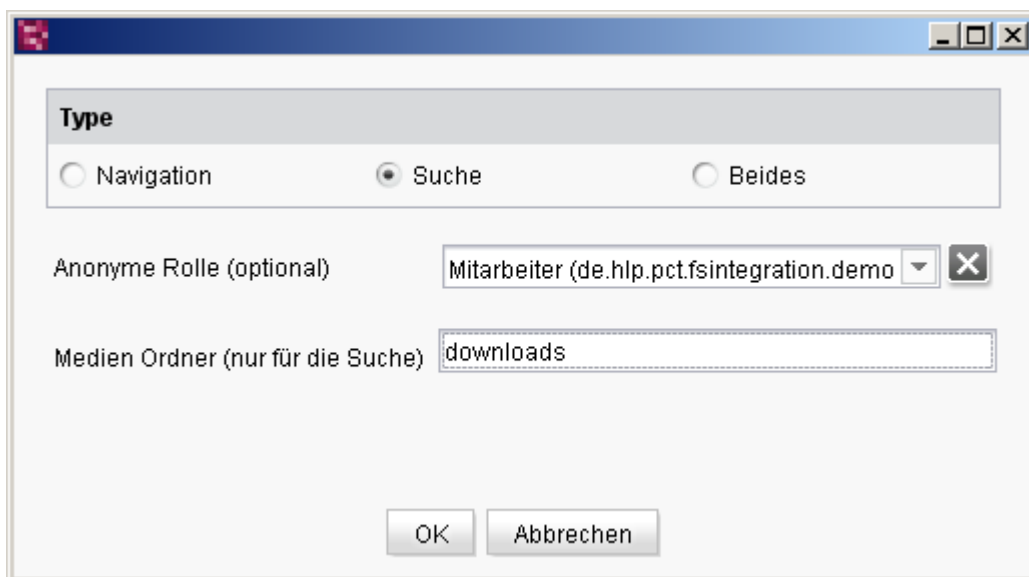 Type
Navigation Suche Beides
Anonyme Rolle (optional) Mitarbeiter (de.hlp.pct.fsintegration.demo
Medien Ordner (nur für die Suche) downloads
OK Abbrechen